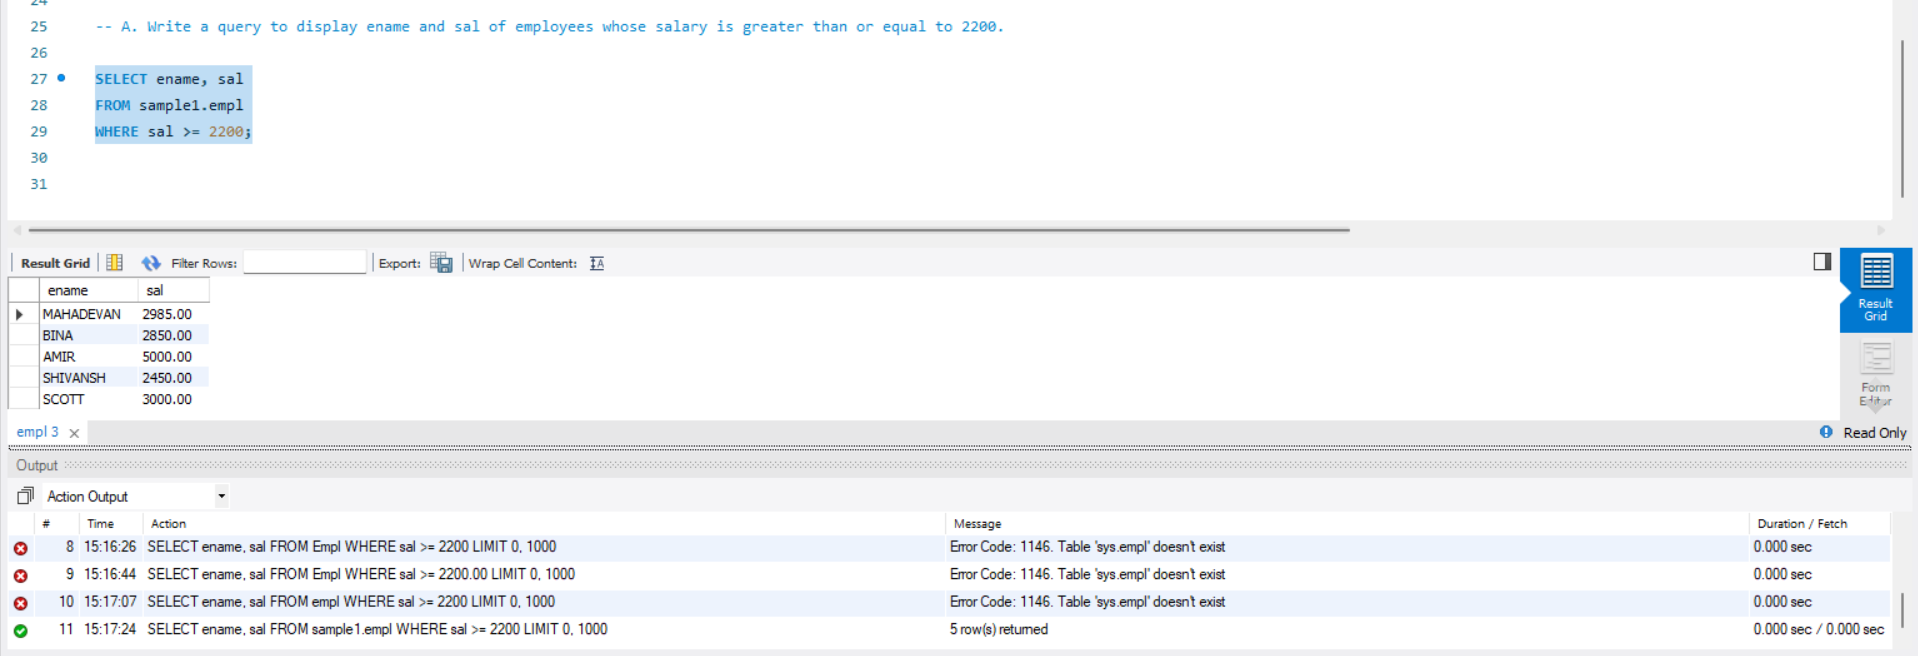 24
25 -- A. Write a query to display ename and sal of employees whose salary is greater than or equal to 2200.
26
27 SELECT ename, sal
28 FROM sample1.empl
29 WHERE sal >= 2200;
30
31
Result Grid Filter Rows: Export: Wrap Cell Content:
ename sal
MAHADEVAN 2985.00
BINA 2850.00
AMIR 5000.00
SHIVANSH 2450.00
SCOTT 3000.00
Result
Grid
Form
Editor
empl 3 Read Only
Output
Action Output
# Time Action Message Duration / Fetch
8 15:16:26 SELECT ename, sal FROM Empl WHERE sal >= 2200 LIMIT 0, 1000 Error Code: 1146. Table 'sys.empl' doesn't exist 0.000 sec
9 15:16:44 SELECT ename, sal FROM Empl WHERE sal >= 2200.00 LIMIT 0, 1000 Error Code: 1146. Table 'sys.empl' doesn't exist 0.000 sec
10 15:17:07 SELECT ename, sal FROM empl WHERE sal >= 2200 LIMIT 0, 1000 Error Code: 1146. Table 'sys.empl' doesn't exist 0.000 sec
11 15:17:24 SELECT ename, sal FROM sample1.empl WHERE sal >= 2200 LIMIT 0, 1000 5 row(s) returned 0.000 sec / 0.000 sec